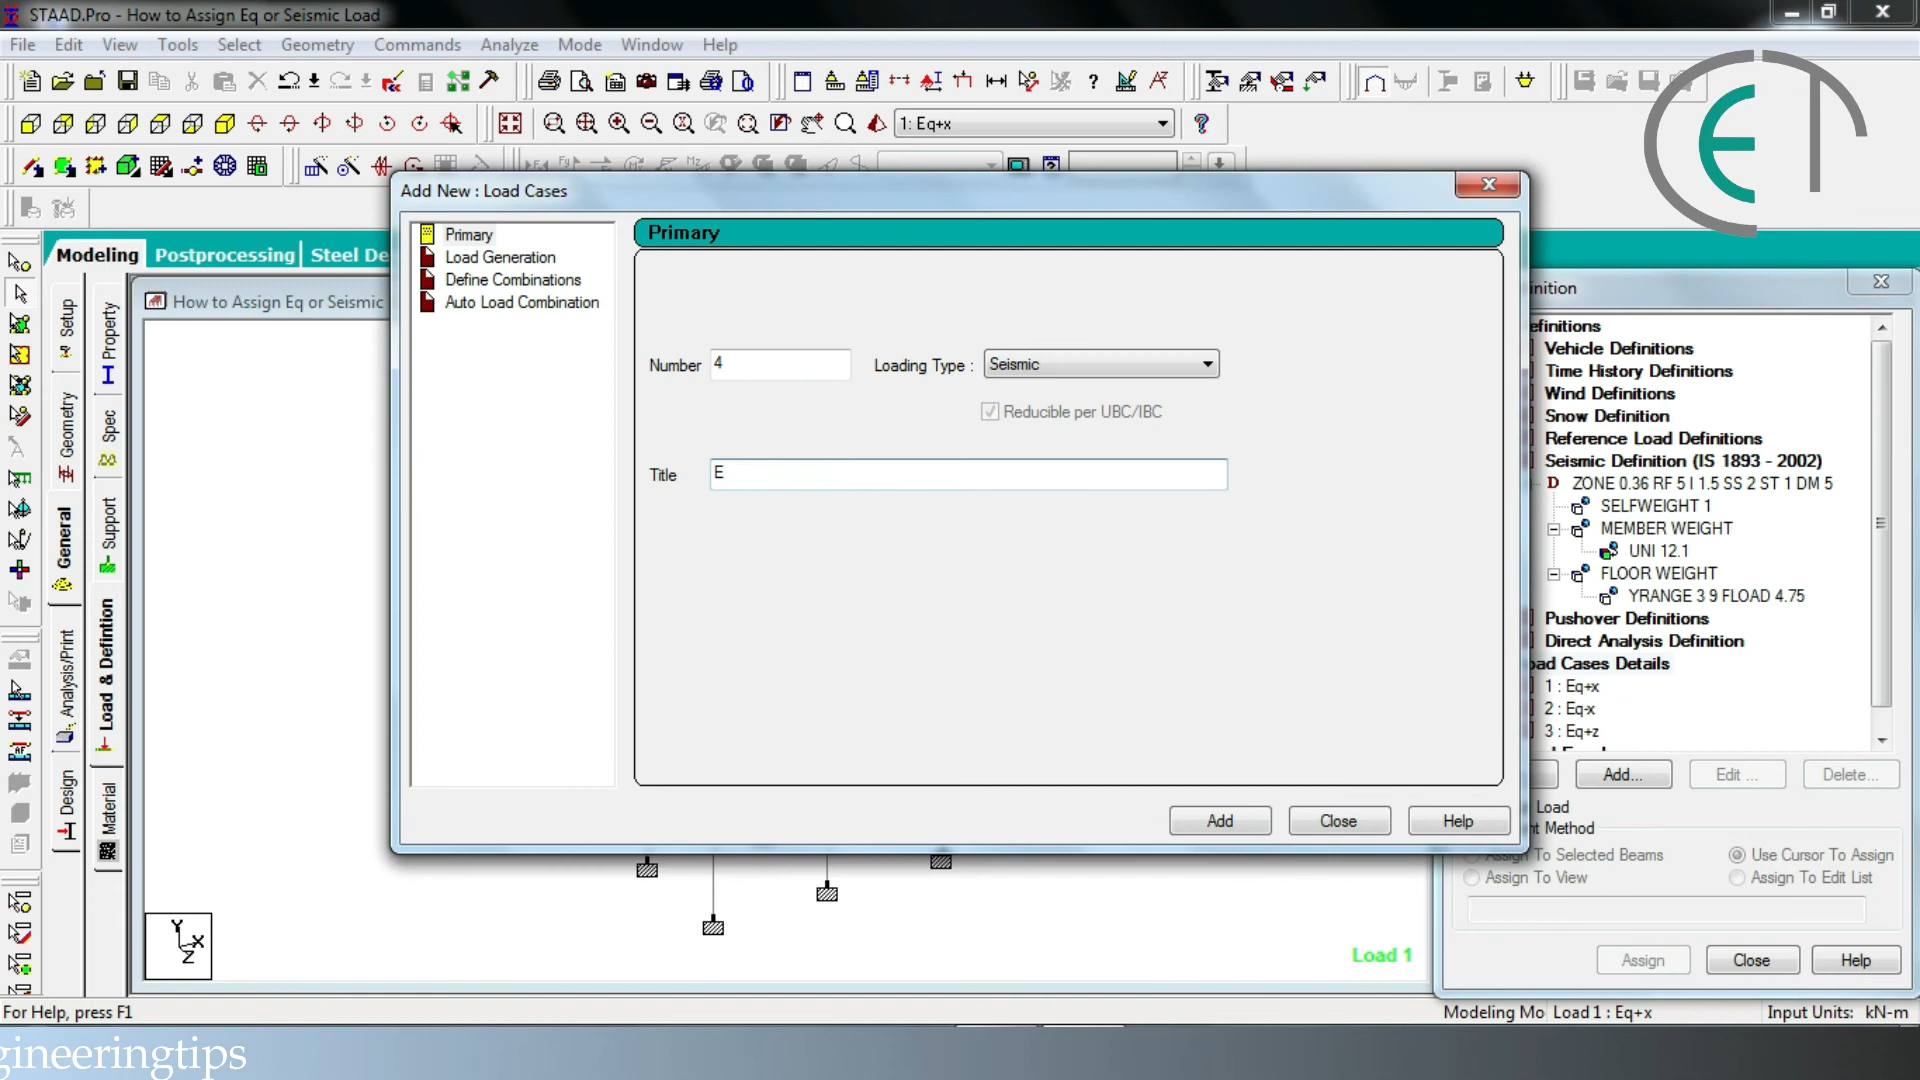 STAAD.Pro - How to Assign Eq or Seismic Load
File Edit View Tools Select Geometry Commands Analyze Mode Window Help
1: Eq+x
Add New : Load Cases
Primary
Load Generation
Define Combinations
Auto Load Combination
Primary
Number 4 Loading Type : Seismic
Reducible per UBC/IBC
Title E
Add Close Help
Modeling Postprocessing Steel De
How to Assign Eq or Seismic
Setup
Geometry
General
Analysis/Print
Design
Property
Spec
Support
Load & Definition
Material
inition
efinitions
Vehicle Definitions
Time History Definitions
Wind Definitions
Snow Definition
Reference Load Definitions
Seismic Definition (IS 1893 - 2002)
D ZONE 0.36 RF 5 I 1.5 SS 2 ST 1 DM 5
SELFWEIGHT 1
MEMBER WEIGHT
UNI 12.1
FLOOR WEIGHT
YRANGE 3 9 FLOAD 4.75
Pushover Definitions
Direct Analysis Definition
oad Cases Details
1 : Eq+x
2 : Eq-x
3 : Eq+z
Add... Edit ... Delete...
Load
t Method
Assign To Selected Beams Use Cursor To Assign
Assign To View Assign To Edit List
Assign Close Help
Y
X
Z
Load 1
For Help, press F1
Modeling Mo Load 1 : Eq+x Input Units: kN-m
gineeringtips
CET